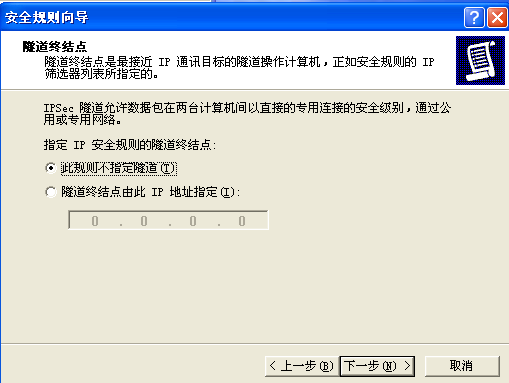 安全规则向导
隧道终结点
隧道终结点是最接近 IP 通讯目标的隧道操作计算机，正如安全规则的 IP
筛选器列表所指定的。
IPSec 隧道允许数据包在两台计算机间以直接的专用连接的安全级别，通过公
用或专用网络。
指定 IP 安全规则的隧道终结点:
此规则不指定隧道(T)
隧道终结点由此 IP 地址指定(I):
0 . 0 . 0 . 0
< 上一步(B) 下一步(N) > 取消